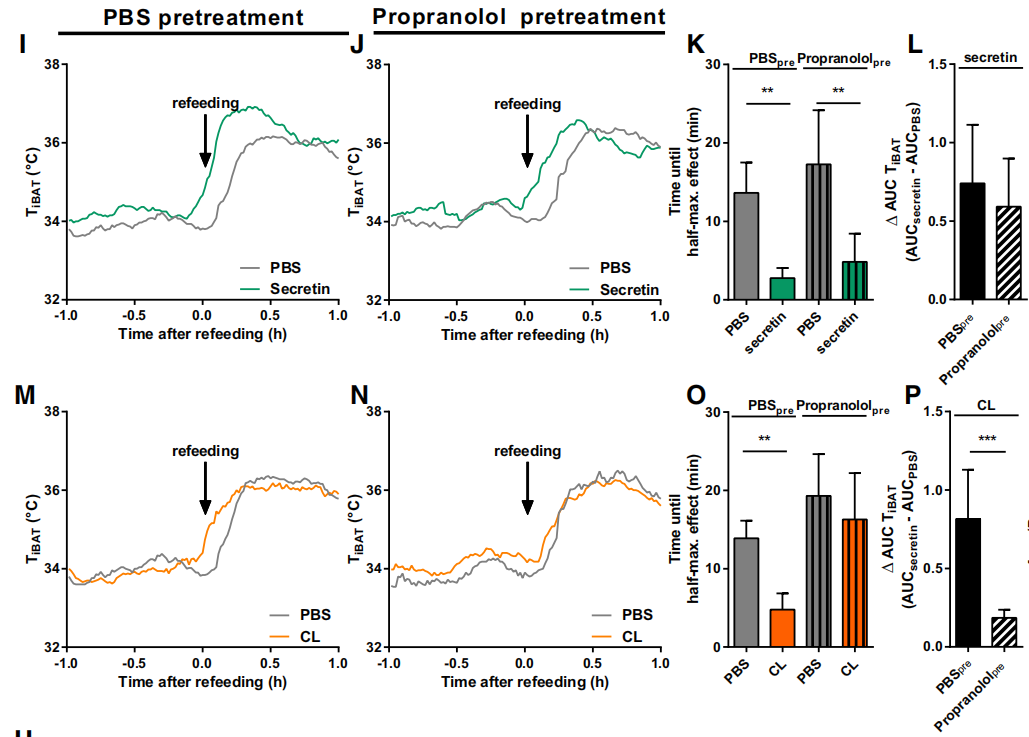 PBS pretreatment
Propranolol pretreatment
I
38
36
34
32
TiBAT (°C)
refeeding
PBS
Secretin
-1.0 -0.5 0.0 0.5 1.0
Time after refeeding (h)
J
38
36
34
32
TiBAT (°C)
refeeding
PBS
Secretin
-1.0 -0.5 0.0 0.5 1.0
Time after refeeding (h)
K
PBSpre Propranololpre
30
20
10
0
Time until
half-max. effect (min)
** **
PBS secretin PBS secretin
L
secretin
1.5
1.0
0.5
0.0
Δ AUC TiBAT
(AUCsecretin - AUCPBS)
PBSpre Propranololpre
M
38
36
34
32
TiBAT (°C)
refeeding
PBS
CL
-1.0 -0.5 0.0 0.5 1.0
Time after refeeding (h)
N
38
36
34
32
TiBAT (°C)
refeeding
PBS
CL
-1.0 -0.5 0.0 0.5 1.0
Time after refeeding (h)
O
PBSpre Propranololpre
30
20
10
0
Time until
half-max. effect (min)
**
PBS CL PBS CL
P
CL
1.5
1.0
0.5
0.0
Δ AUC TiBAT
(AUCsecretin - AUCPBS)
***
PBSpre Propranololpre